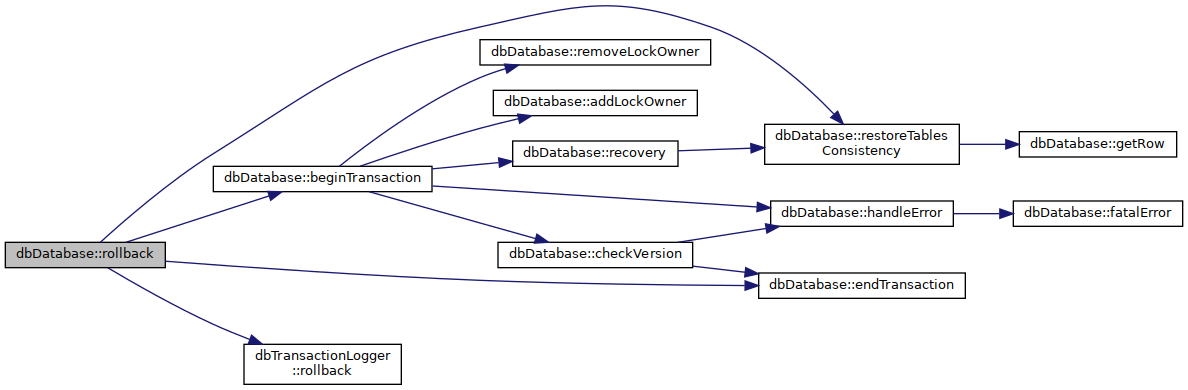 dbDatabase::removeLockOwner
dbDatabase::addLockOwner
dbDatabase::restoreTables
Consistency
dbDatabase::getRow
dbDatabase::recovery
dbDatabase::beginTransaction
dbDatabase::handleError
dbDatabase::fatalError
dbDatabase::rollback
dbDatabase::checkVersion
dbDatabase::endTransaction
dbTransactionLogger
::rollback